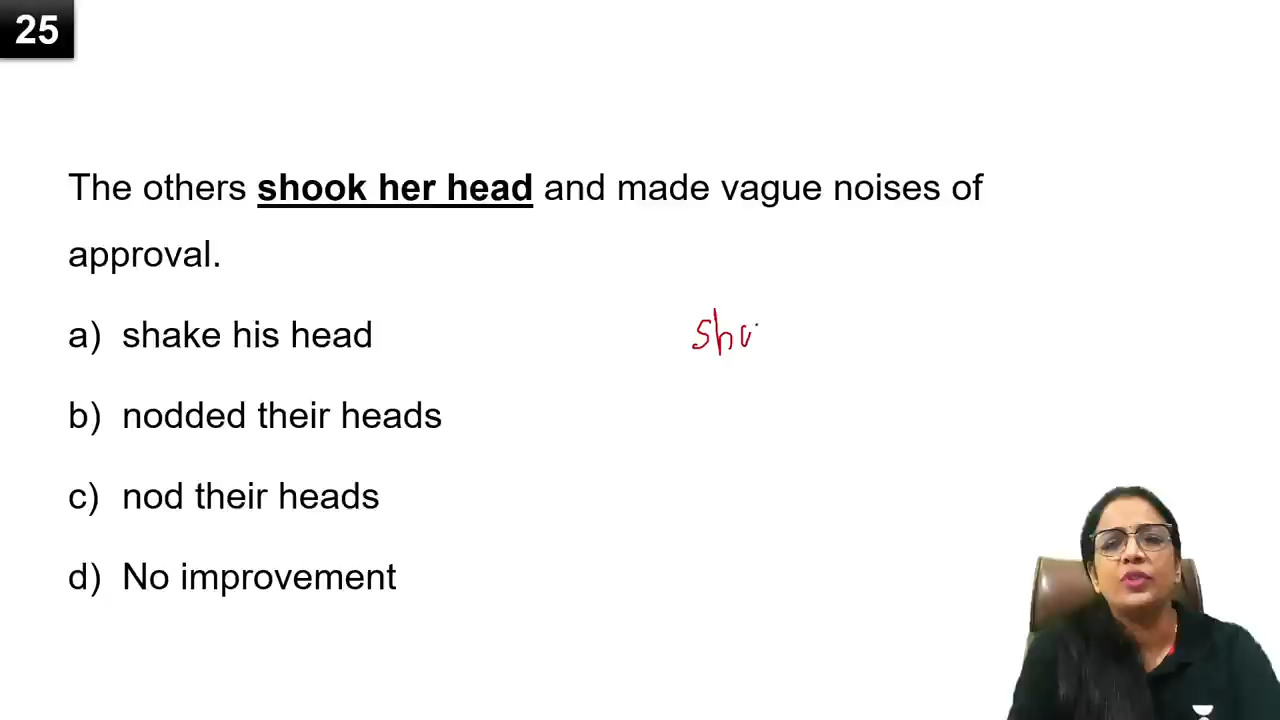 25
The others shook her head and made vague noises of
approval.
a) shake his head
b) nodded their heads
c) nod their heads
d) No improvement